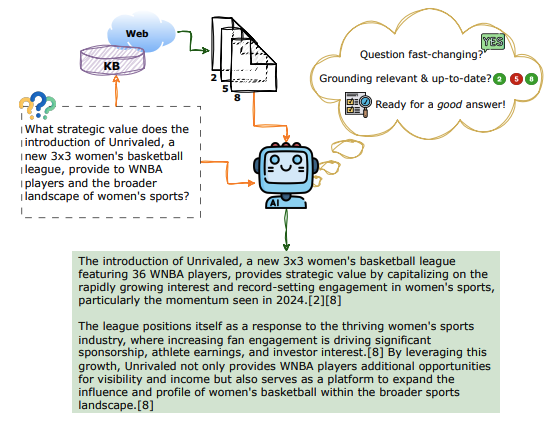 Web
KB
2
5
8
YES
Question fast-changing?
Grounding relevant & up-to-date? 2 5 8
Ready for a good answer!
What strategic value does the
introduction of Unrivaled, a
new 3x3 women's basketball
league, provide to WNBA
players and the broader
landscape of women's sports?
AI
The introduction of Unrivaled, a new 3x3 women's basketball league
featuring 36 WNBA players, provides strategic value by capitalizing on the
rapidly growing interest and record-setting engagement in women's sports,
particularly the momentum seen in 2024.[2][8]
The league positions itself as a response to the thriving women's sports
industry, where increasing fan engagement is driving significant
sponsorship, athlete earnings, and investor interest.[8] By leveraging this
growth, Unrivaled not only provides WNBA players additional opportunities
for visibility and income but also serves as a platform to expand the
influence and profile of women's basketball within the broader sports
landscape.[8]